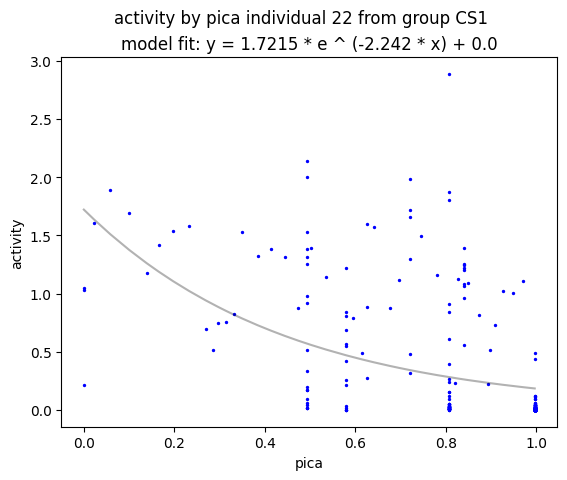 activity by pica individual 22 from group CS1
model fit: y = 1.7215 * e ^ (-2.242 * x) + 0.0
3.0
2.5
2.0
1.5
1.0
0.5
0.0
activity
0.0 0.2 0.4 0.6 0.8 1.0
pica